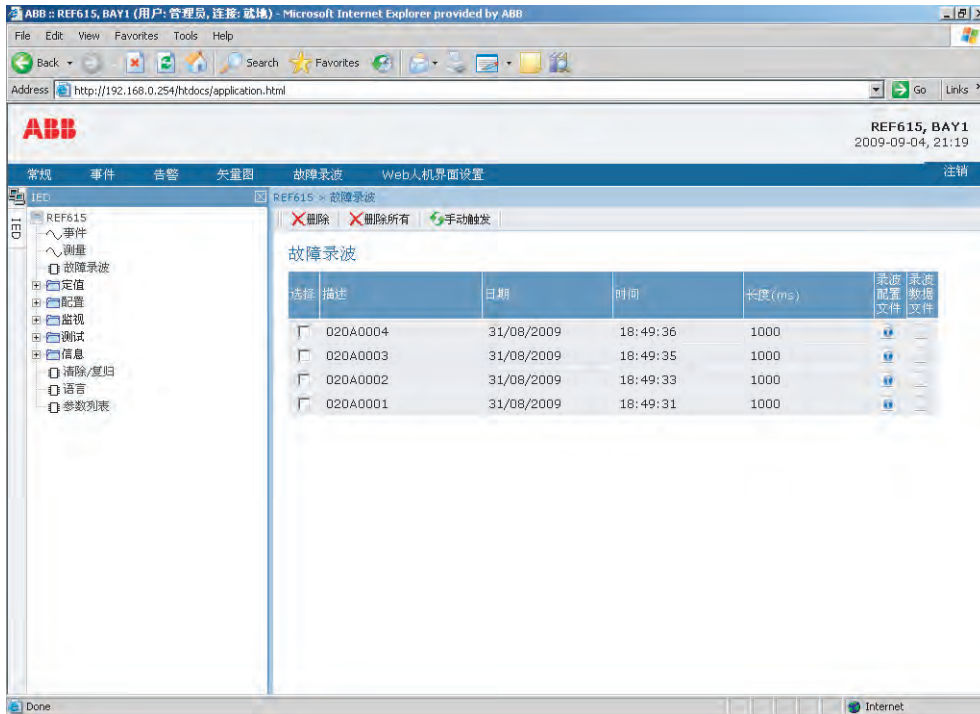 ABB :: REF615, BAY1 (用户: 管理员, 连接: 就地) - Microsoft Internet Explorer provided by ABB
File Edit View Favorites Tools Help
Back Search Favorites
Address http://192.168.0.254/htdocs/application.html Go Links
ABB
REF615, BAY1
2009-09-04, 21:19
常规 事件 告警 矢量图 故障录波 Web人机界面设置 注销
IED
IED
REF615 > 故障录波
REF615
事件
测量
故障录波
定值
配置
监视
测试
信息
清除/复归
语言
参数列表
删除 删除所有 手动触发
故障录波
选择 描述 日期 时间 长度(ms) 录波配置文件 录波数据文件
020A0004 31/08/2009 18:49:36 1000
020A0003 31/08/2009 18:49:35 1000
020A0002 31/08/2009 18:49:33 1000
020A0001 31/08/2009 18:49:31 1000
Done Internet